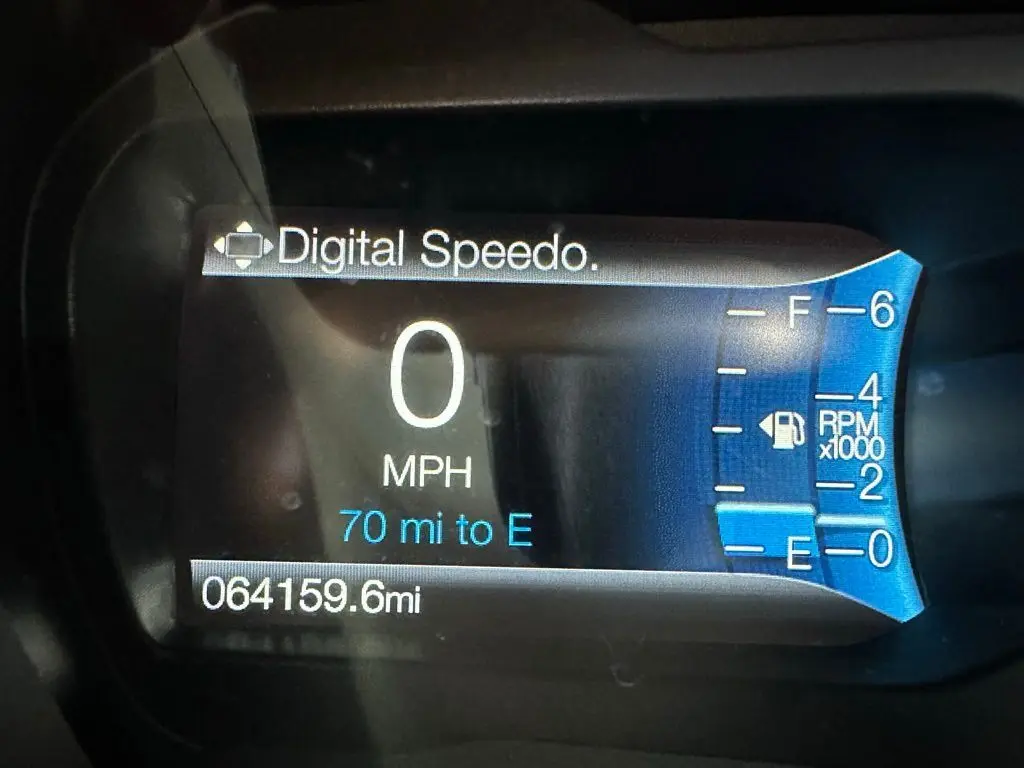 Digital Speedo.
0
MPH
70 mi to E
064159.6mi
F
E
6
4
RPM
x1000
2
0